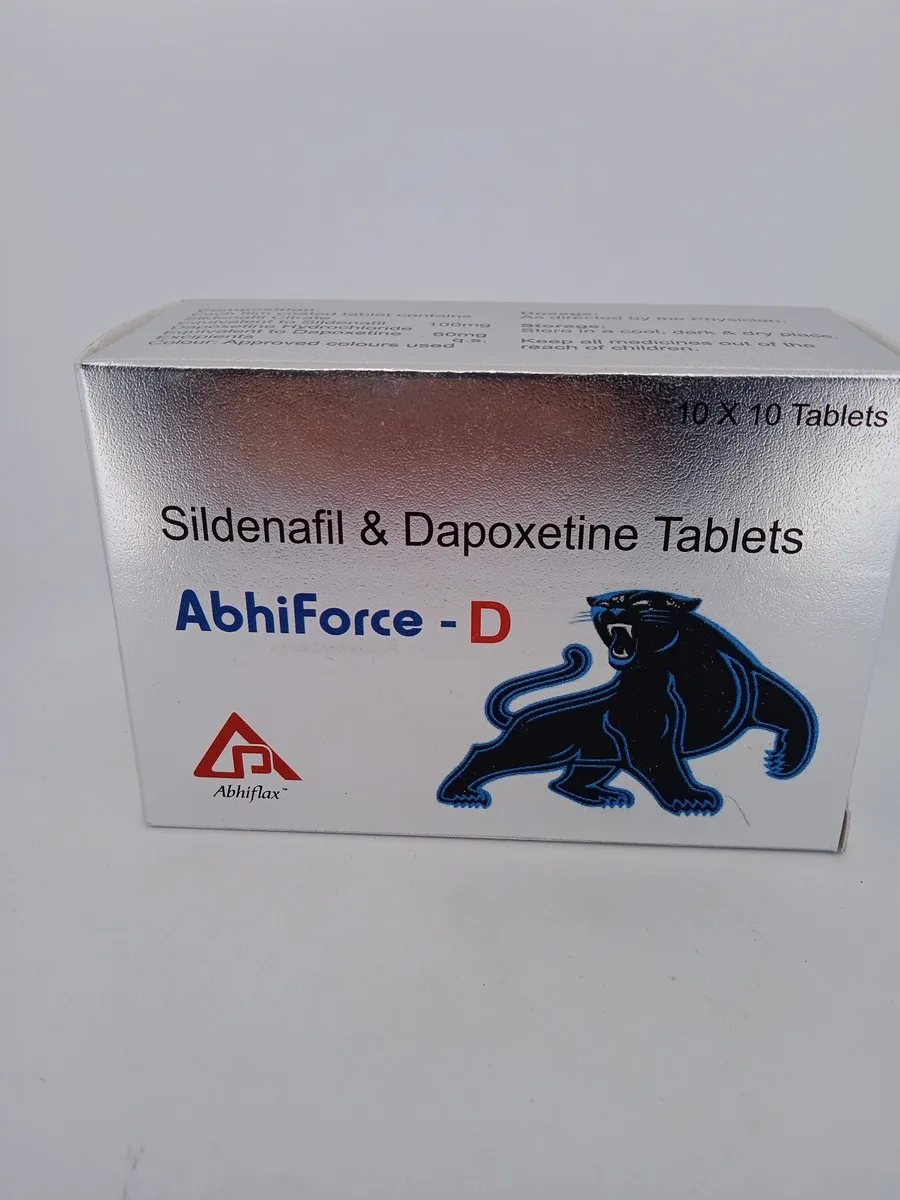 Each film coated tablet contains
Sildenafil Citrate
Equivalent to Sildenafil 100mg
Dapoxetine Hydrochloride
Equivalent to Dapoxetine 60mg
Excipients q.s.
Colour: Approved colours used
Dosage:
As directed by the Physician.
Storage:
Store in a cool, dark & dry place.
Keep all medicines out of the
reach of children.
10 X 10 Tablets
Sildenafil & Dapoxetine Tablets
AbhiForce - D
Abhiflax™